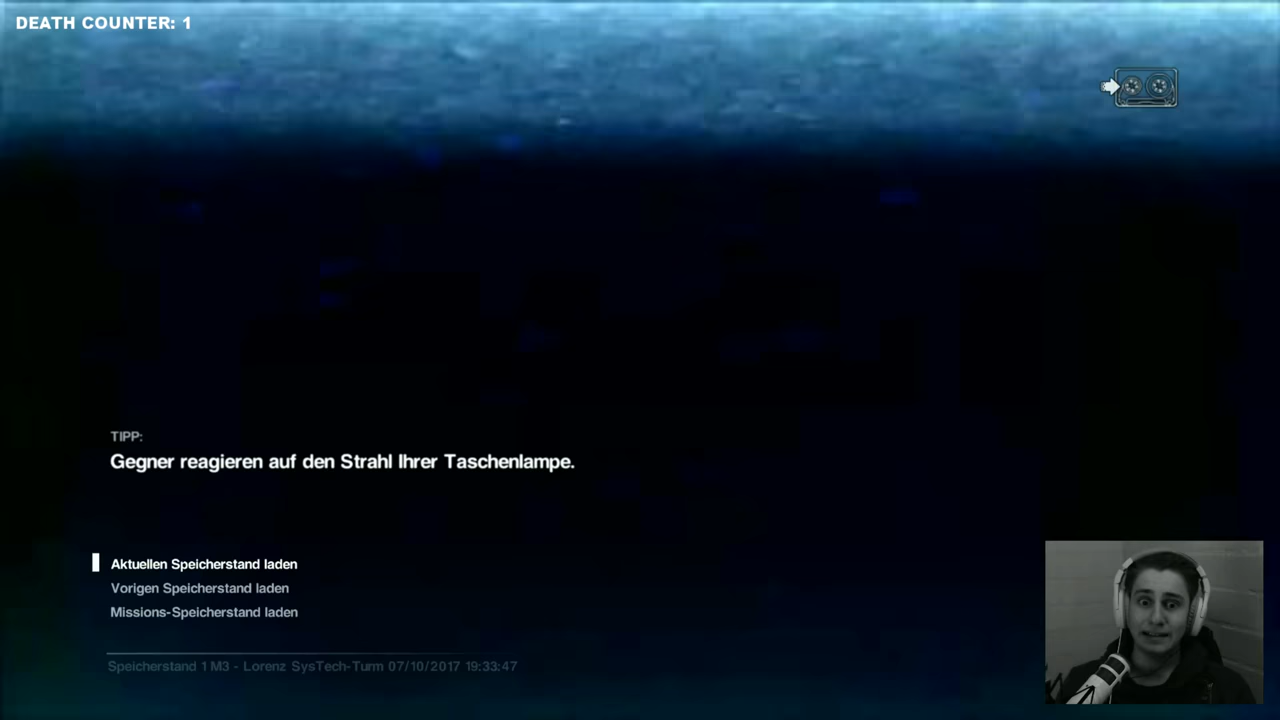 DEATH COUNTER: 1
TIPP:
Gegner reagieren auf den Strahl Ihrer Taschenlampe.
Aktuellen Speicherstand laden
Vorigen Speicherstand laden
Missions-Speicherstand laden
Speicherstand 1 M3 - Lorenz SysTech-Turm 07/10/2017 19:33:47